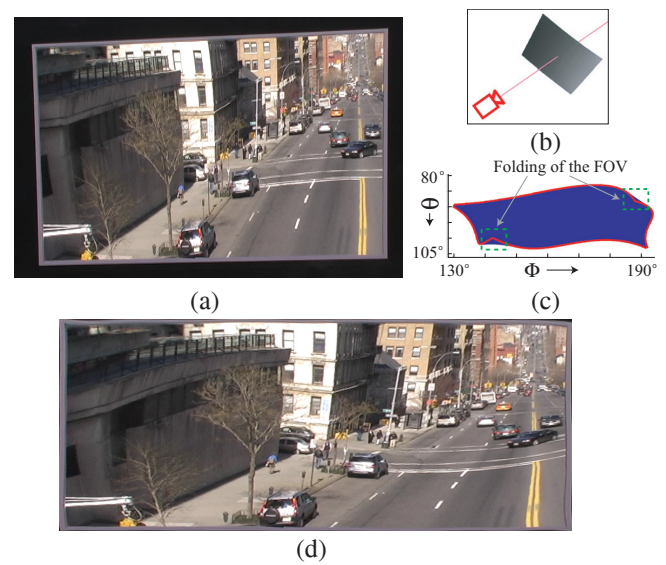 (a)
(b)
Folding of the FOV
80°
←Θ
105°
130°
Φ →
190°
(c)
(d)